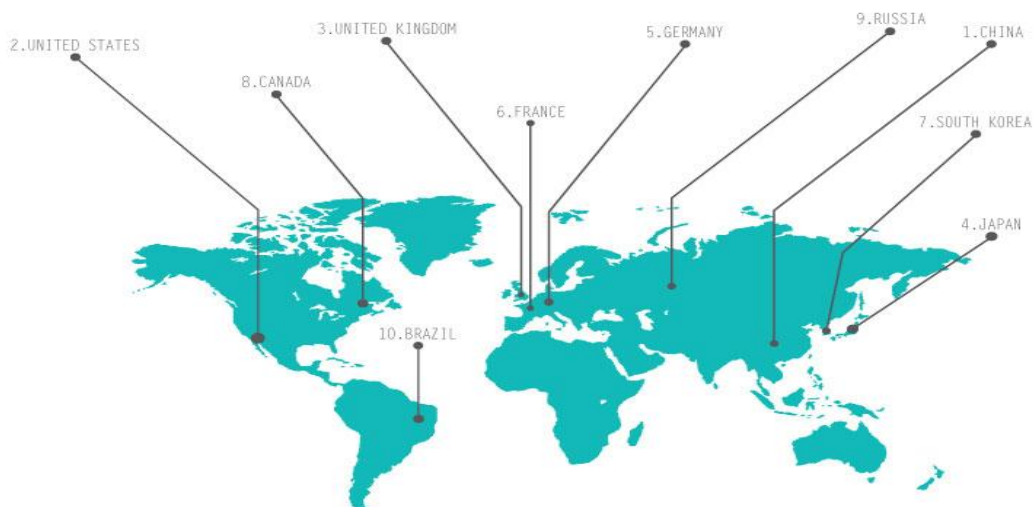 9.RUSSIA
3.UNITED KINGDOM
5.GERMANY
1.CHINA
2.UNITED STATES
8.CANADA
6.FRANCE
7.SOUTH KOREA
4.JAPAN
10.BRAZIL